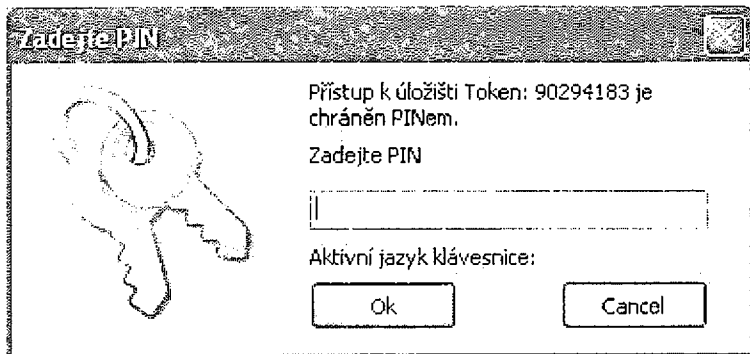 Zadejte PIN
Přístup k úložišti Token: 90294183 je
chráněn PINem.
Zadejte PIN
Aktivní jazyk klávesnice:
Ok
Cancel